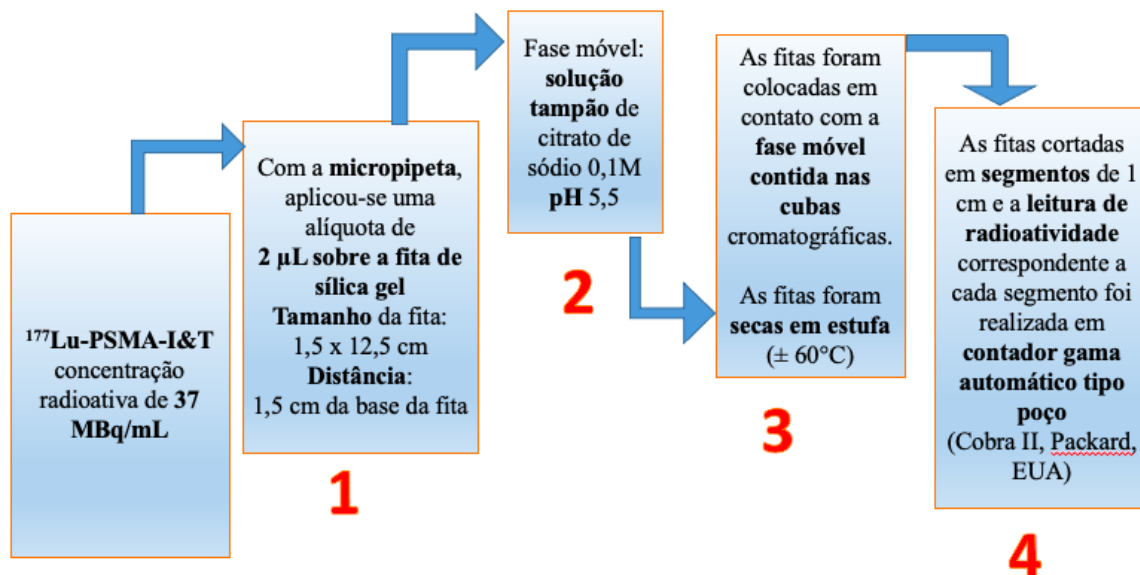 ¹⁷⁷Lu-PSMA-I&T
concentração
radioativa de 37
MBq/mL
Com a micropipeta,
aplicou-se uma
alíquota de
2 µL sobre a fita de
sílica gel
Tamanho da fita:
1,5 x 12,5 cm
Distância:
1,5 cm da base da fita
1
Fase móvel:
solução
tampão de
citrato de
sódio 0,1M
pH 5,5
2
As fitas foram
colocadas em
contato com a
fase móvel
contida nas
cubas
cromatográficas.
As fitas foram
secas em estufa
(± 60°C)
3
As fitas cortadas
em segmentos de 1
cm e a leitura de
radioatividade
correspondente a
cada segmento foi
realizada em
contador gama
automático tipo
poço
(Cobra II, Packard,
EUA)
4